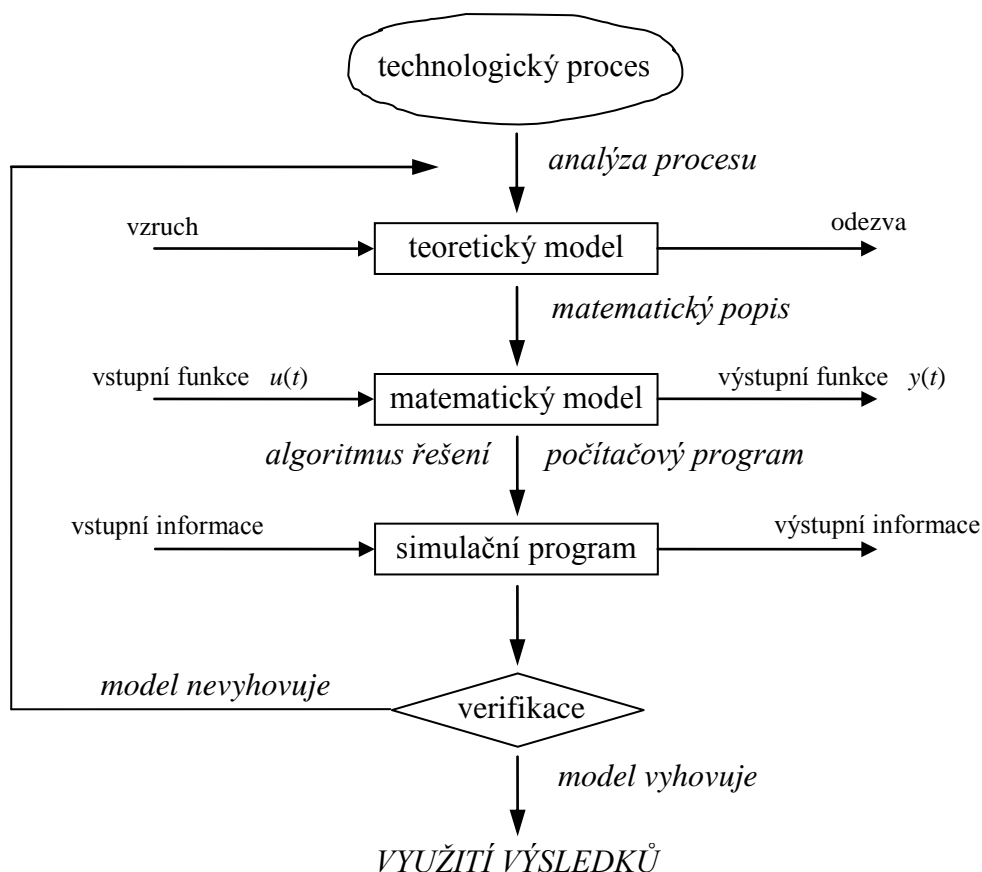 technologický proces
analýza procesu
vzruch
odezva
teoretický model
matematický popis
vstupní funkce u(t)
výstupní funkce y(t)
matematický model
algoritmus řešení
počítačový program
vstupní informace
výstupní informace
simulační program
model nevyhovuje
verifikace
model vyhovuje
VYUŽITÍ VÝSLEDKŮ